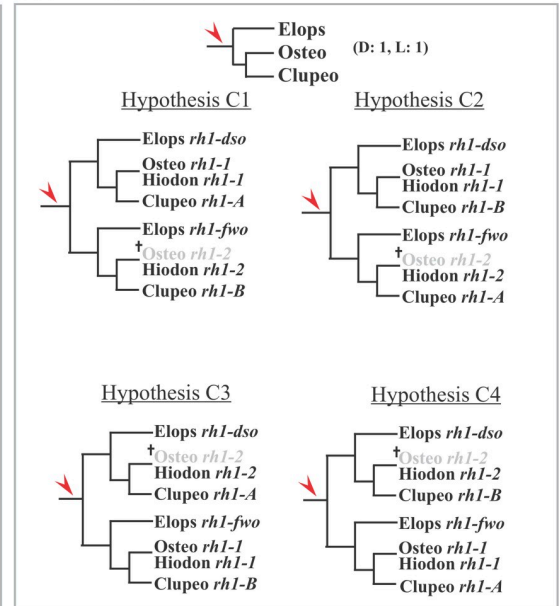 Elops
Osteo
(D: 1, L: 1)
Clupeo
Hypothesis C1
Elops rh1-dso
Osteo rh1-1
Hiodon rh1-1
Clupeo rh1-A
Elops rh1-fwo
†
Osteo rh1-2
Hiodon rh1-2
Clupeo rh1-B
Hypothesis C2
Elops rh1-dso
Osteo rh1-1
Hiodon rh1-1
Clupeo rh1-B
Elops rh1-fwo
†
Osteo rh1-2
Hiodon rh1-2
Clupeo rh1-A
Hypothesis C3
Elops rh1-dso
†
Osteo rh1-2
Hiodon rh1-2
Clupeo rh1-A
Elops rh1-fwo
Osteo rh1-1
Hiodon rh1-1
Clupeo rh1-B
Hypothesis C4
Elops rh1-dso
†
Osteo rh1-2
Hiodon rh1-2
Clupeo rh1-B
Elops rh1-fwo
Osteo rh1-1
Hiodon rh1-1
Clupeo rh1-A